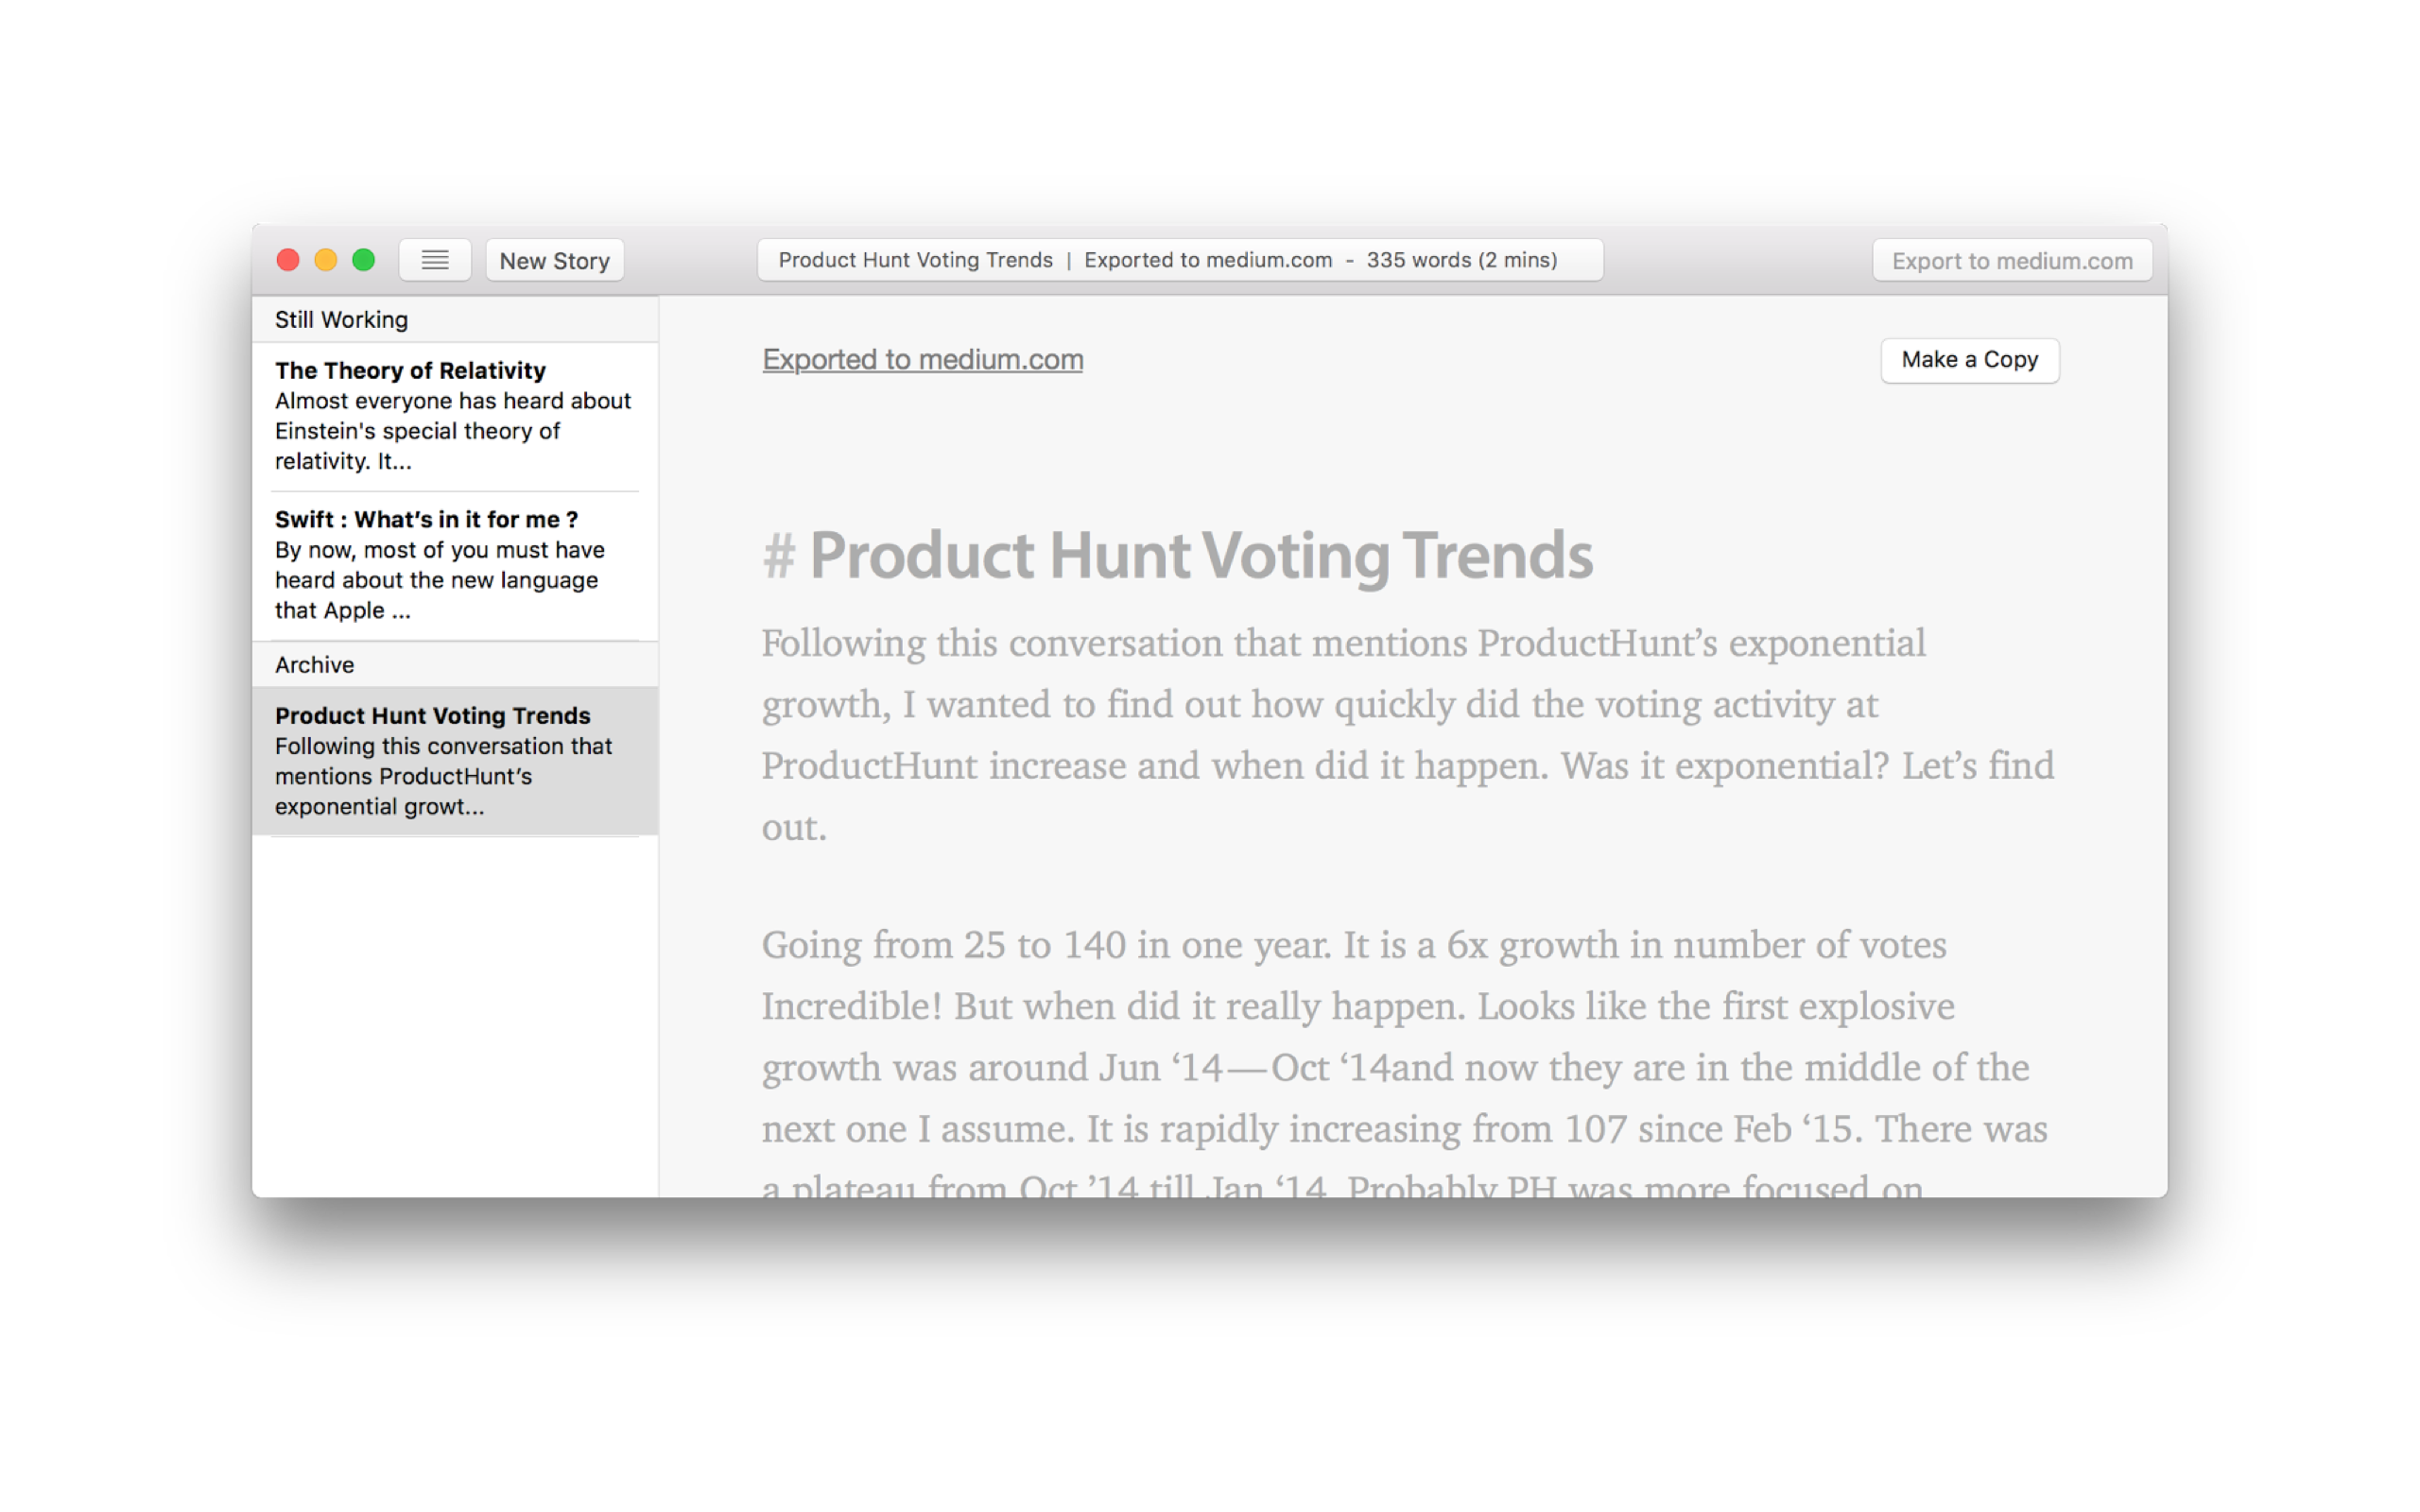 New Story
Product Hunt Voting Trends | Exported to medium.com - 335 words (2 mins)
Export to medium.com
Still Working
The Theory of Relativity
Almost everyone has heard about
Einstein's special theory of
relativity. It...
Swift : What’s in it for me ?
By now, most of you must have
heard about the new language
that Apple ...
Archive
Product Hunt Voting Trends
Following this conversation that
mentions ProductHunt’s
exponential growt...
Exported to medium.com
Make a Copy
# Product Hunt Voting Trends
Following this conversation that mentions ProductHunt’s exponential
growth, I wanted to find out how quickly did the voting activity at
ProductHunt increase and when did it happen. Was it exponential? Let’s find
out.
Going from 25 to 140 in one year. It is a 6x growth in number of votes
Incredible! But when did it really happen. Looks like the first explosive
growth was around Jun ‘14—Oct ‘14and now they are in the middle of the
next one I assume. It is rapidly increasing from 107 since Feb ‘15. There was
a plateau from Oct ’14 till Jan ‘14. Probably PH was more focused on